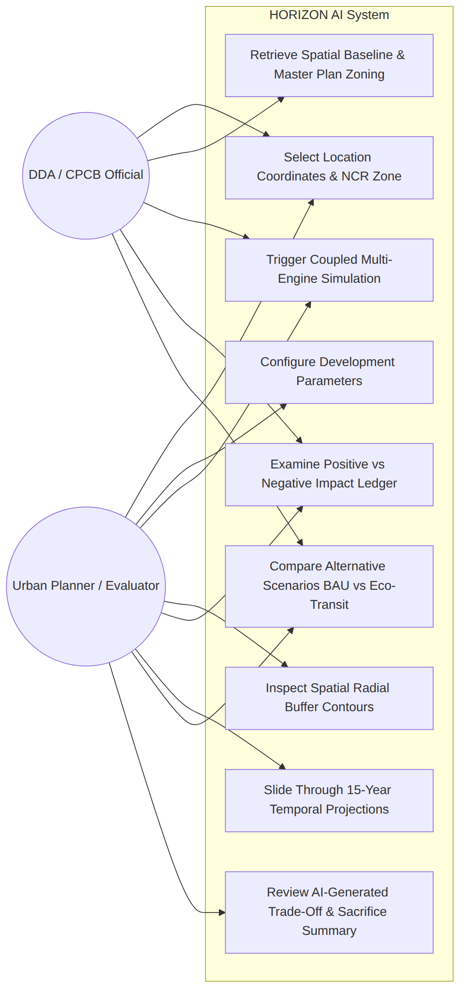 HORIZON AI System
Retrieve Spatial Baseline &
Master Plan Zoning
DDA / CPCB Official
Select Location
Coordinates & NCR Zone
Trigger Coupled Multi-
Engine Simulation
Configure Development
Parameters
Examine Positive vs
Negative Impact Ledger
Urban Planner / Evaluator
Compare Alternative
Scenarios BAU vs Eco-
Transit
Inspect Spatial Radial
Buffer Contours
Slide Through 15-Year
Temporal Projections
Review AI-Generated
Trade-Off & Sacrifice
Summary